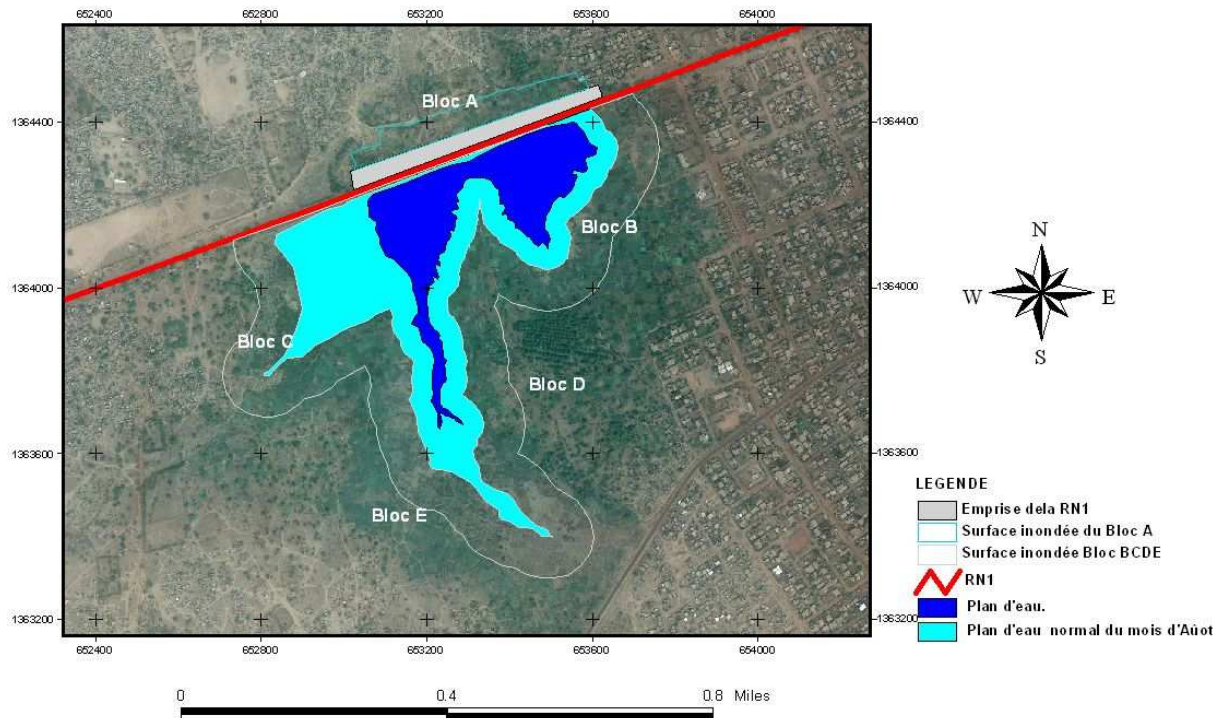 652400 652800 653200 653600 654000
1364400 1364400
1364000 1364000
1363600 1363600
1363200 1363200
652400 652800 653200 653600 654000
Bloc A
Bloc B
Bloc C
Bloc D
Bloc E
N
W E
S
LEGENDE
Emprise dela RN1
Surface inondée du Bloc A
Surface inondée Bloc BCDE
RN1
Plan d'eau.
Plan d'eau normal du mois d'Aûot
0 0.4 0.8 Miles